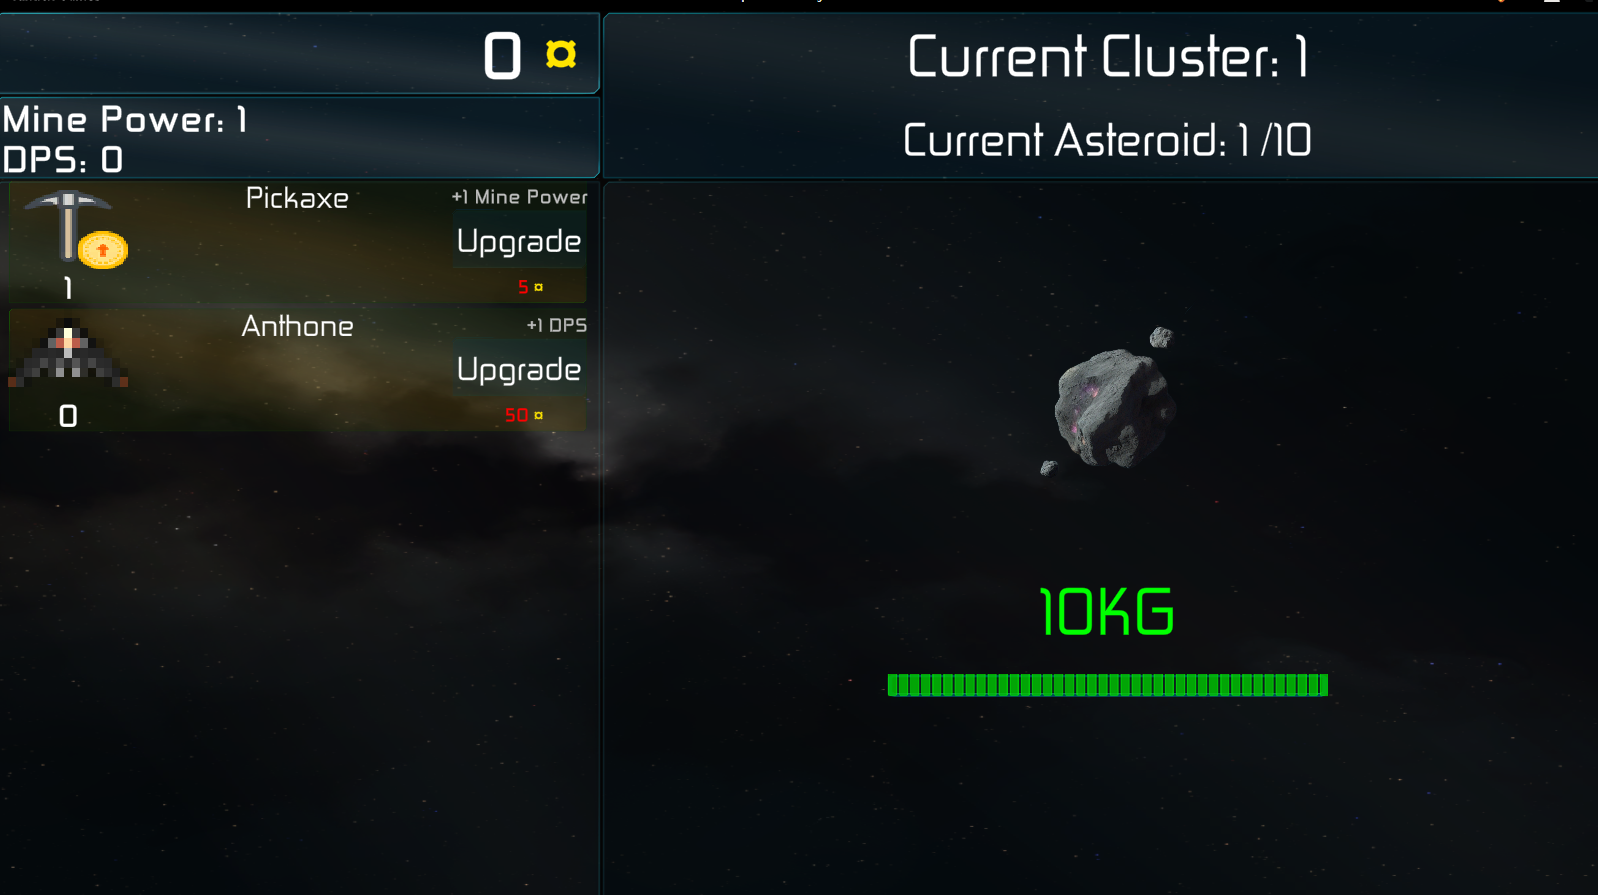 0 ¤
Mine Power: 1
DPS: 0
Pickaxe
+1 Mine Power
Upgrade
1
5 ¤
Anthone
+1 DPS
Upgrade
0
50 ¤
Current Cluster: 1
Current Asteroid: 1 /10
10KG